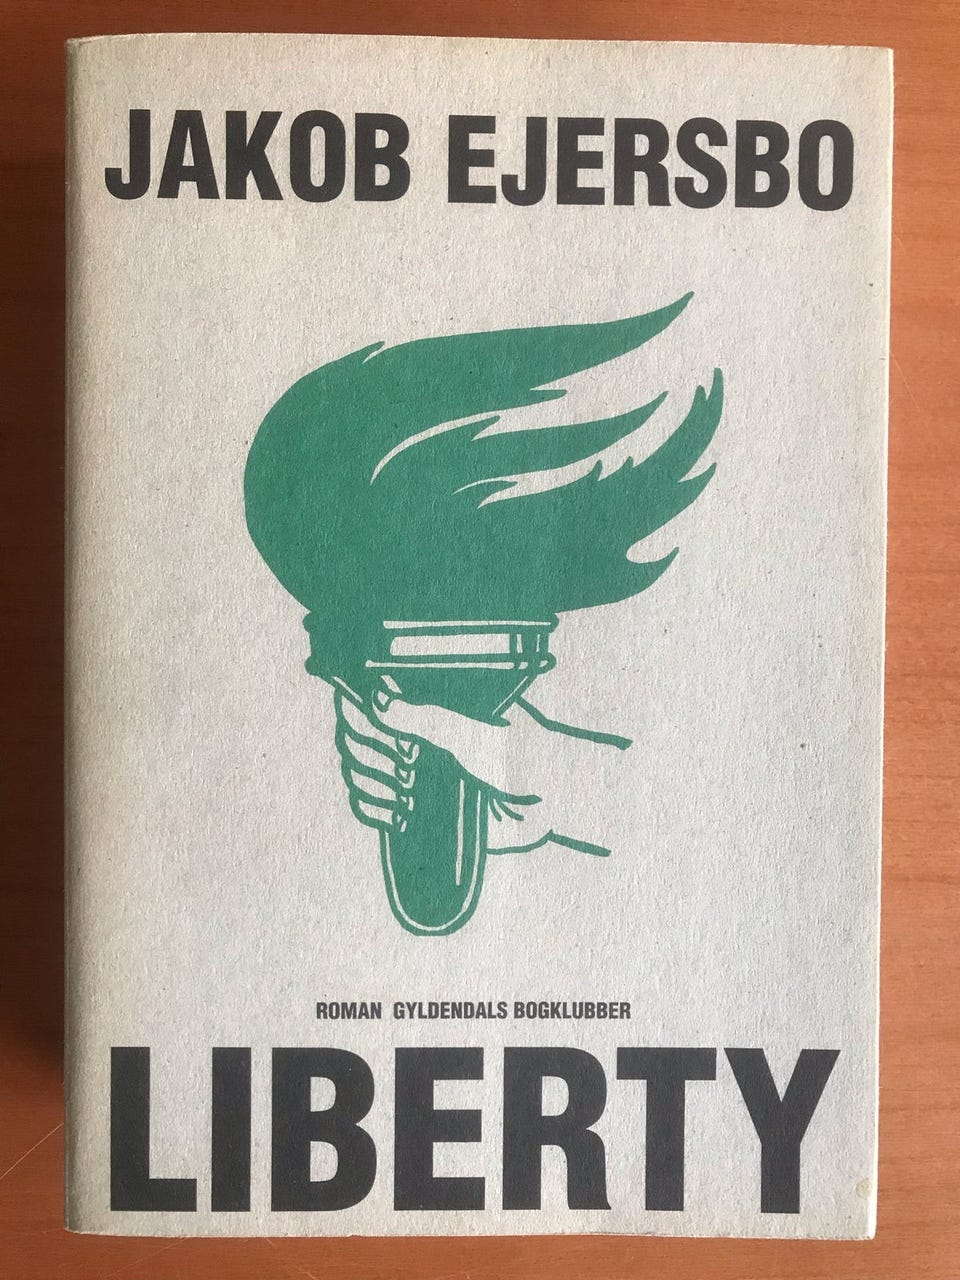 JAKOB EJERSBO
ROMAN GYLDENDALS BOGKLUBBER
LIBERTY